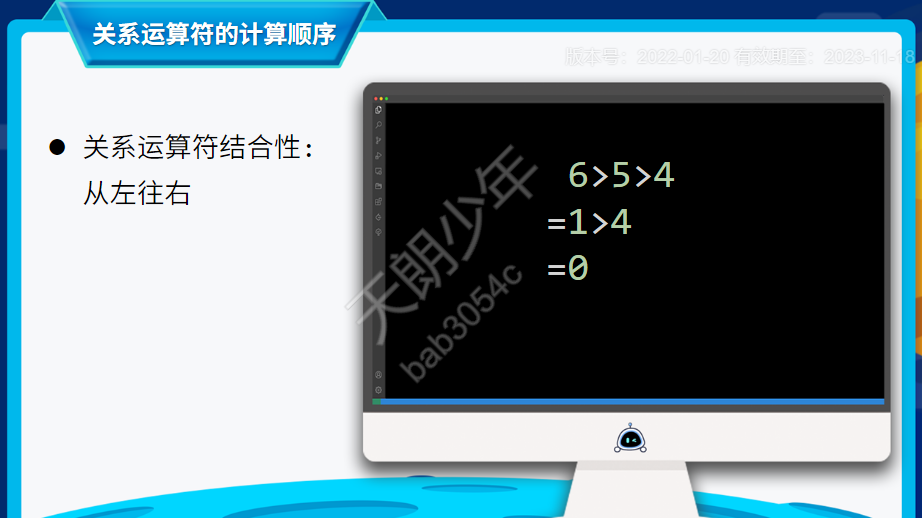 关系运算符的计算顺序
版本号：2022-01-20 有效期至：2023-11-18
● 关系运算符结合性：
从左往右
6>5>4
=1>4
=0
天朗少年
bab3054c